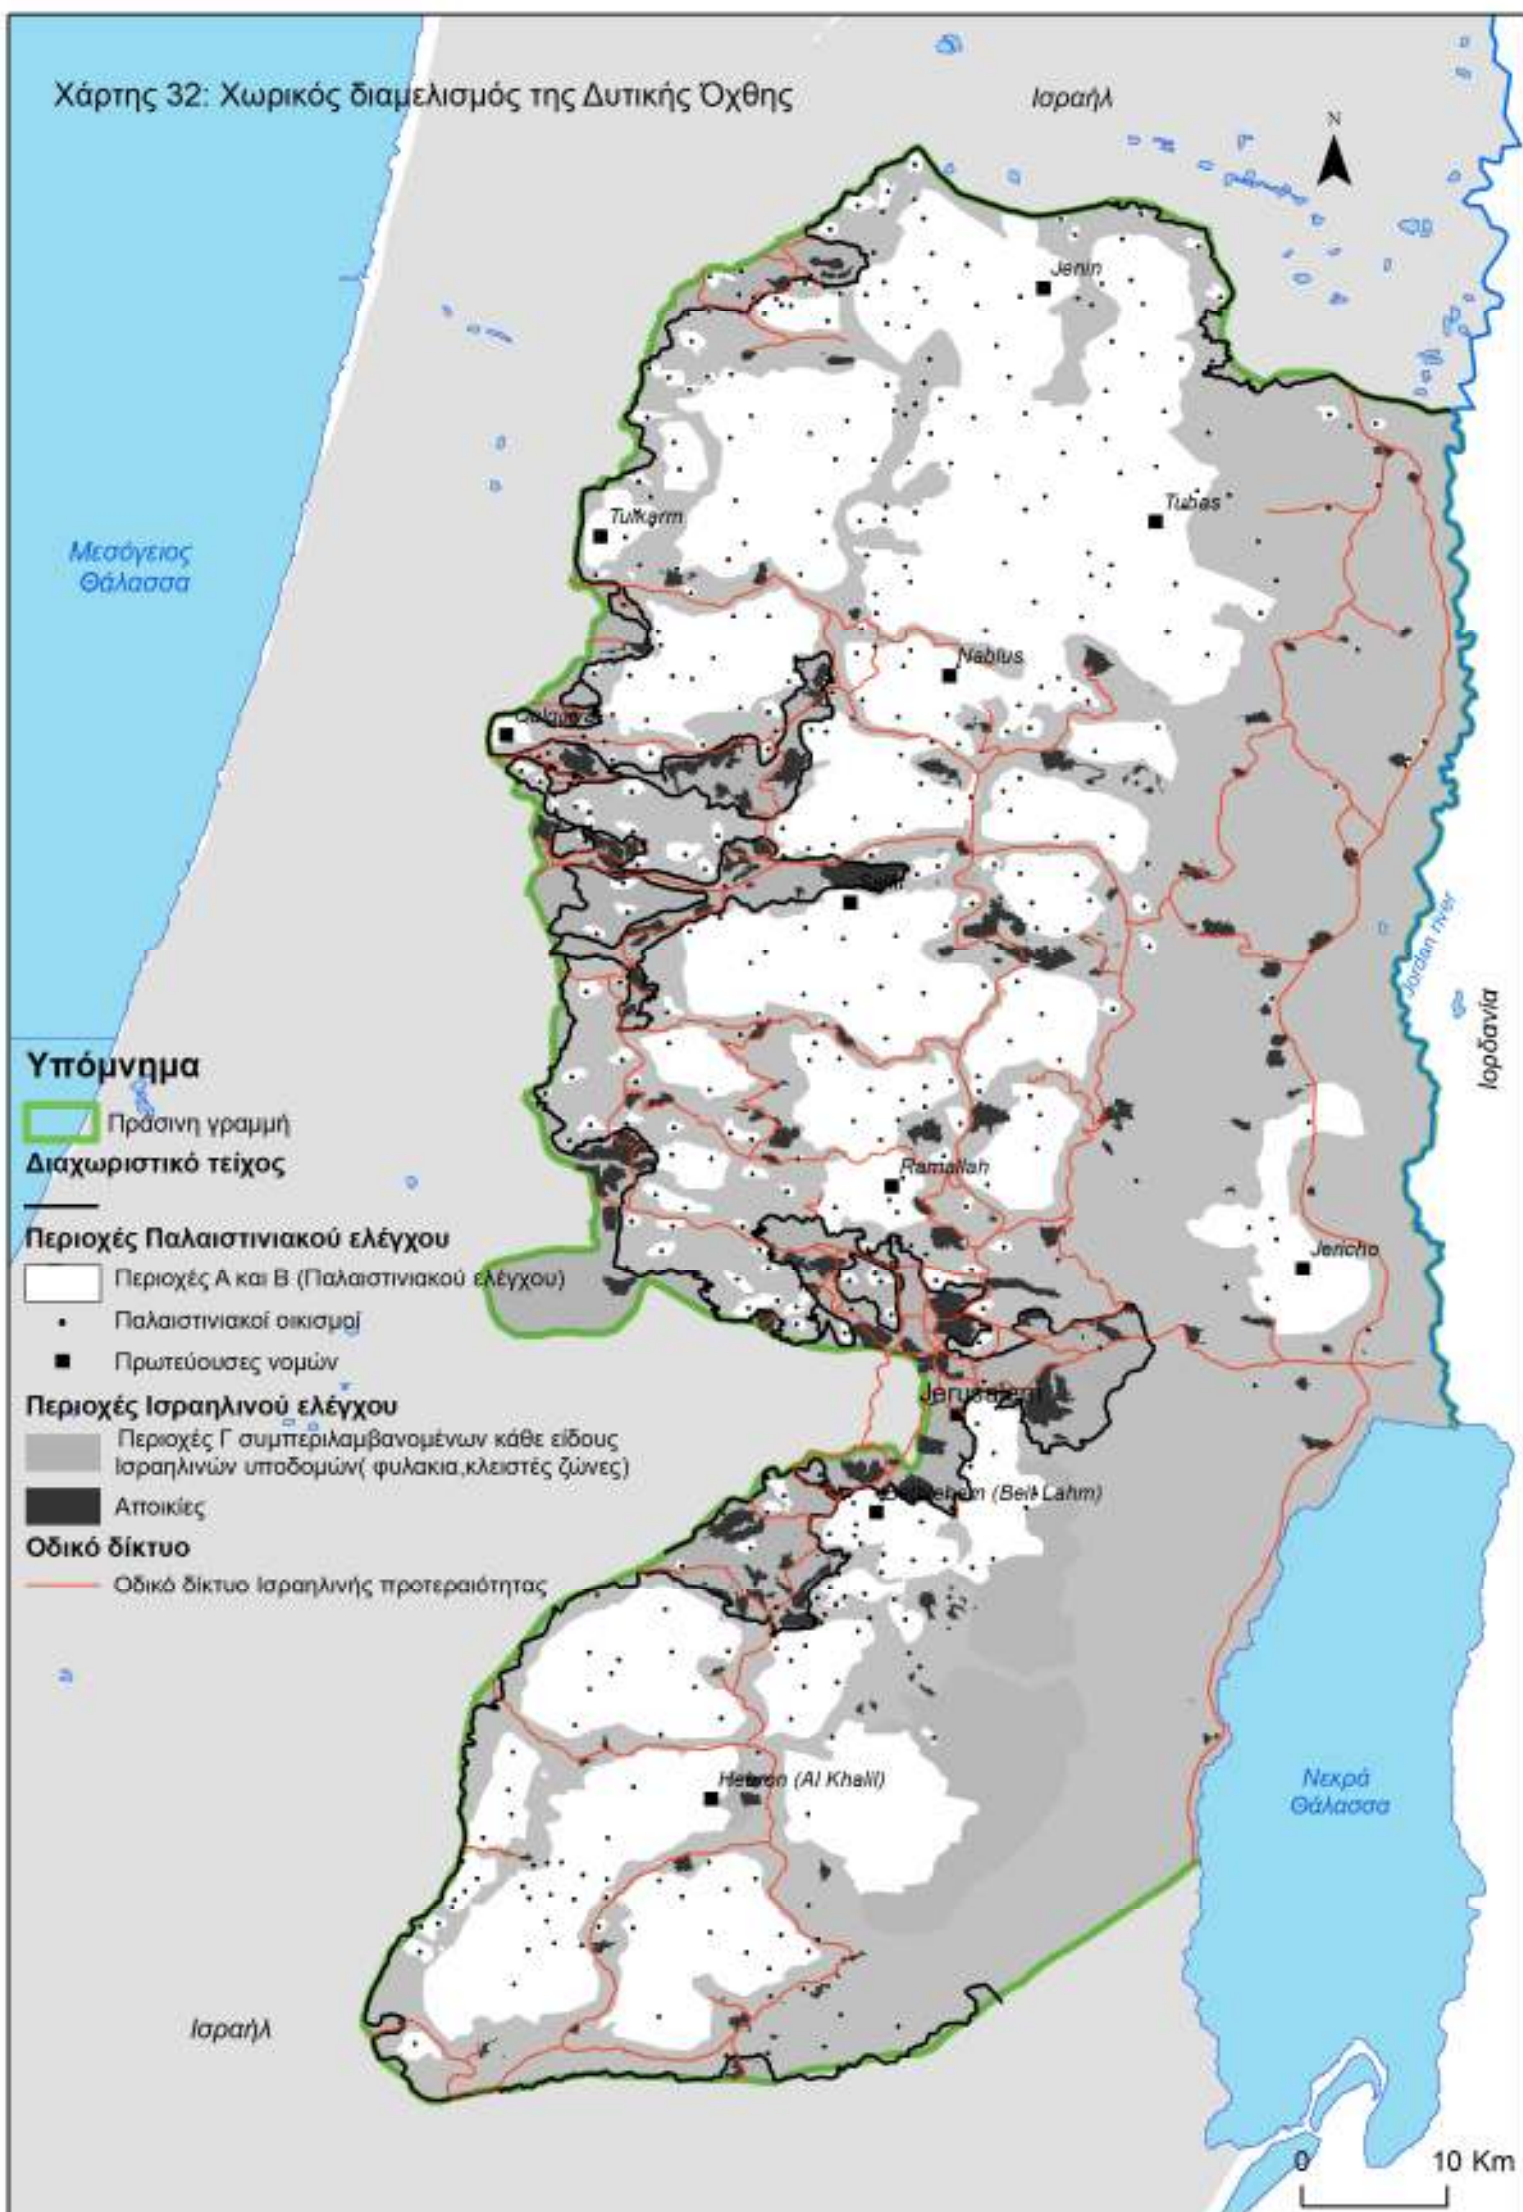 Χάρτης 32: Χωρικός διαμελισμός της Δυτικής Όχθης
Ισραήλ
N
Jenin
Tulkarm
Tubas
Μεσόγειος
Θάλασσα
Nablus
Jordan river
Ιορδανία
Υπόμνημα
Πράσινη γραμμή
Διαχωριστικό τείχος
Περιοχές Παλαιστινιακού ελέγχου
Περιοχές Α και Β (Παλαιστινιακού ελέγχου)
Παλαιστινιακοί οικισμοί
Πρωτεύουσες νομών
Περιοχές Ισραηλινού ελέγχου
Περιοχές Γ συμπεριλαμβανομένων κάθε είδους
Ισραηλινών υποδομών( φυλακια,κλειστές ζώνες)
Αποικίες
Οδικό δίκτυο
Οδικό δίκτυο Ισραηλινής προτεραιότητας
Ramallah
Jericho
Jerusalem
(Beit Lahm)
Hebron (Al Khalil)
Νεκρά
Θάλασσα
Ισραήλ
0 10 Km